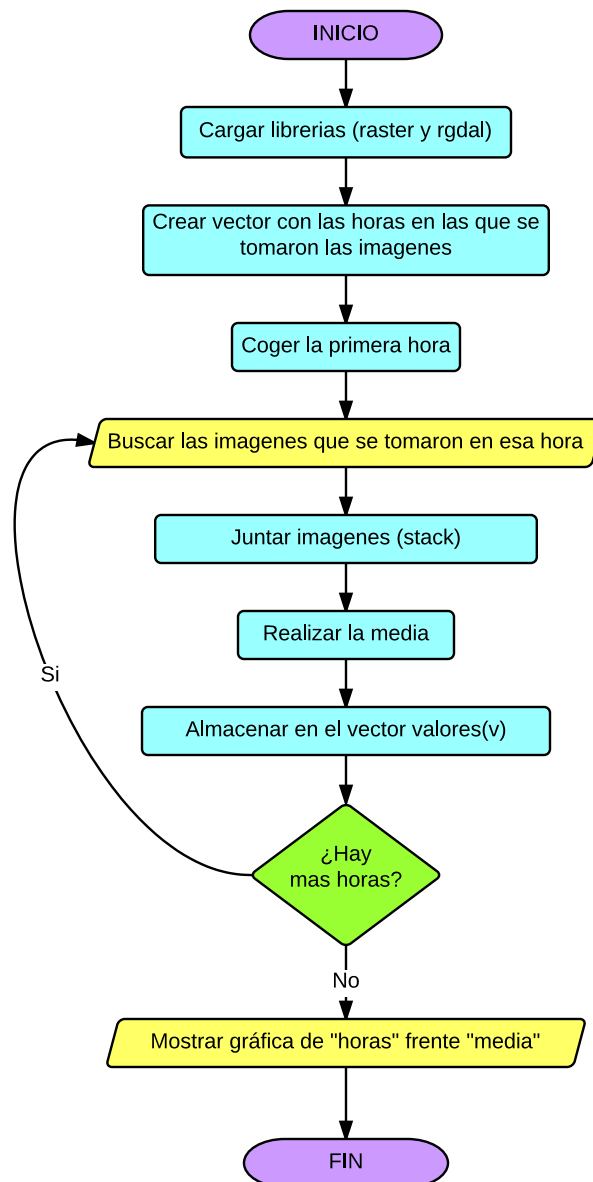 INICIO
Cargar librerias (raster y rgdal)
Crear vector con las horas en las que se
tomaron las imagenes
Coger la primera hora
Buscar las imagenes que se tomaron en esa hora
Juntar imagenes (stack)
Realizar la media
Si
Almacenar en el vector valores(v)
¿Hay
mas horas?
No
Mostrar gráfica de "horas" frente "media"
FIN